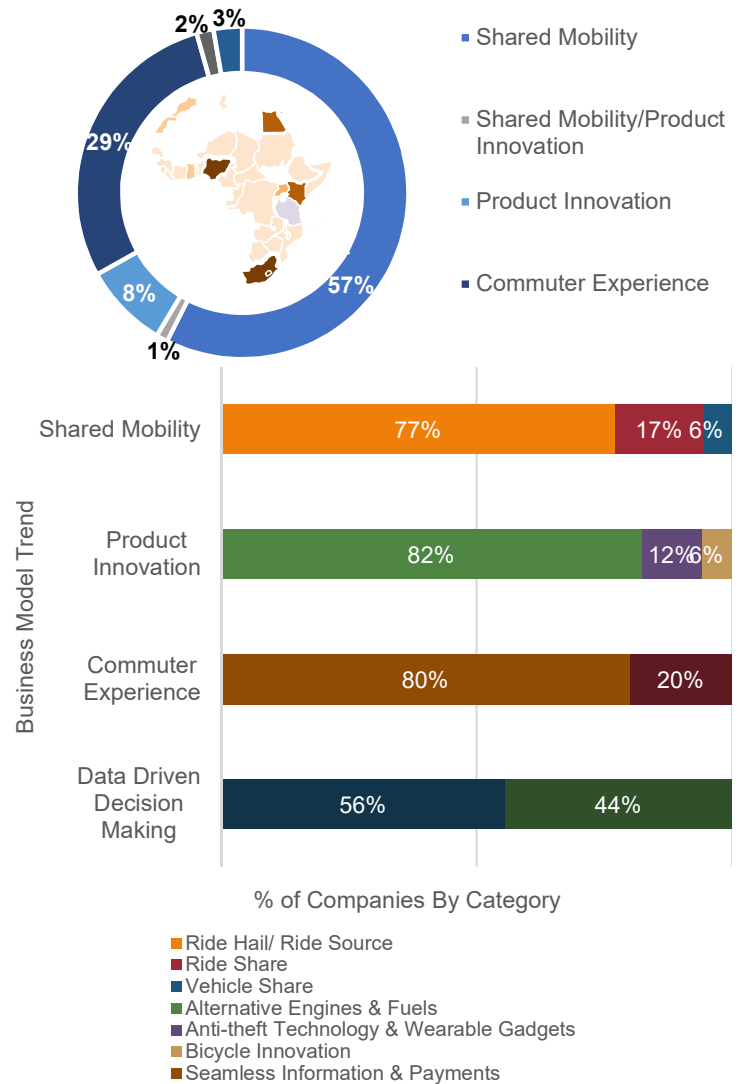 2%
3%
29%
57%
8%
1%
Shared Mobility
Shared Mobility/Product
Innovation
Product Innovation
Commuter Experience
Business Model Trend
Shared Mobility
77%
17%
6%
Product
Innovation
82%
12%
6%
Commuter
Experience
80%
20%
Data Driven
Decision
Making
56%
44%
% of Companies By Category
Ride Hail/ Ride Source
Ride Share
Vehicle Share
Alternative Engines & Fuels
Anti-theft Technology & Wearable Gadgets
Bicycle Innovation
Seamless Information & Payments